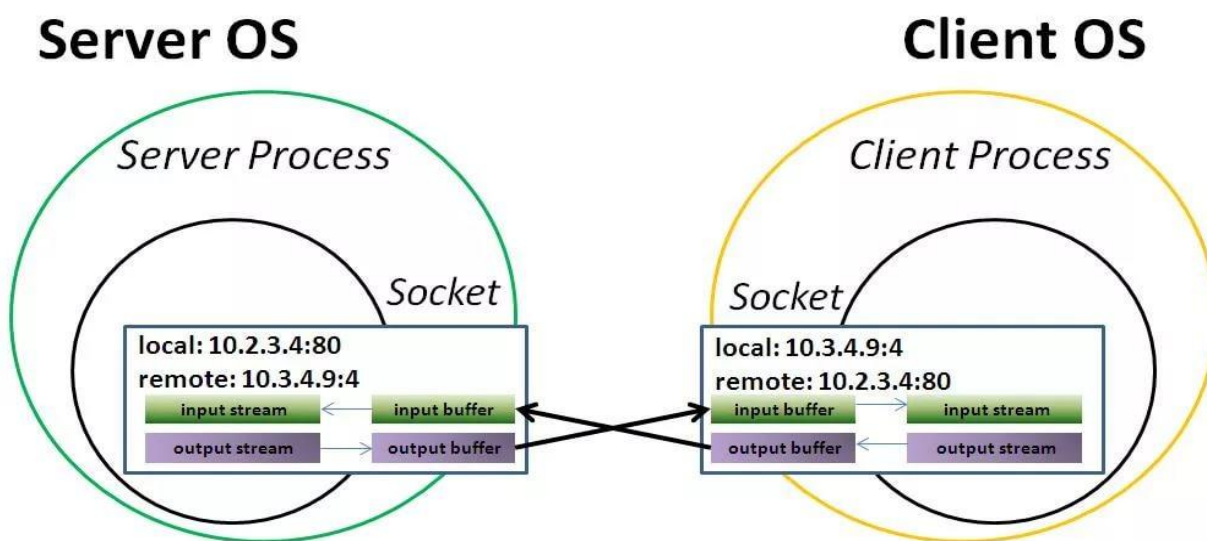 Server OS
Client OS
Server Process
Client Process
Socket
Socket
local: 10.2.3.4:80
remote: 10.3.4.9:4
input stream
input buffer
output stream
output buffer
local: 10.3.4.9:4
remote: 10.2.3.4:80
input buffer
input stream
output buffer
output stream